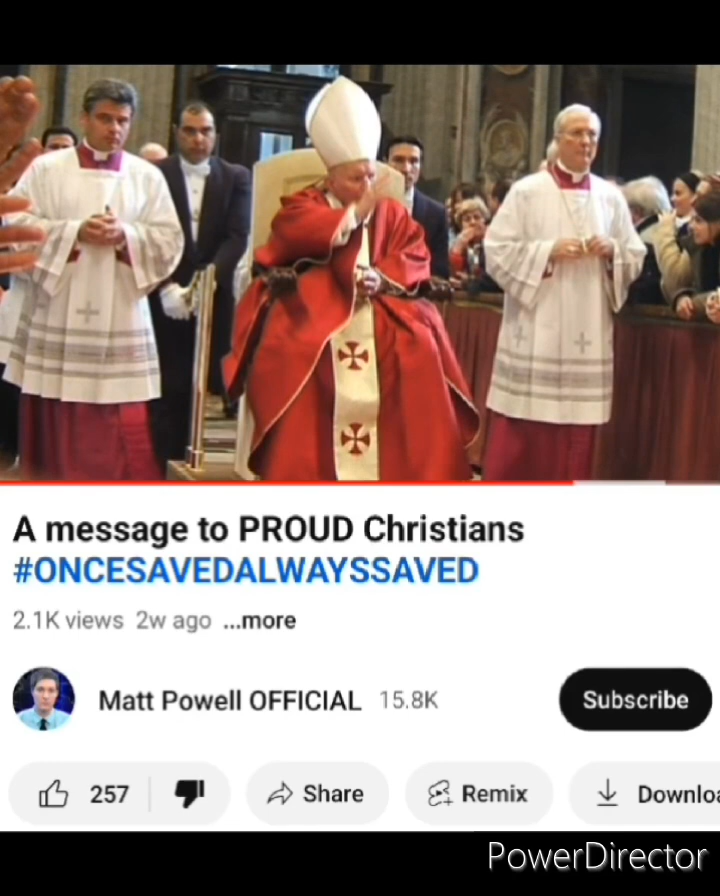 A message to PROUD Christians
#ONCESAVEDALWAYSSAVED
2.1K views 2w ago ...more
Matt Powell OFFICIAL 15.8K
Subscribe
257
Share
Remix
Downloa
PowerDirector